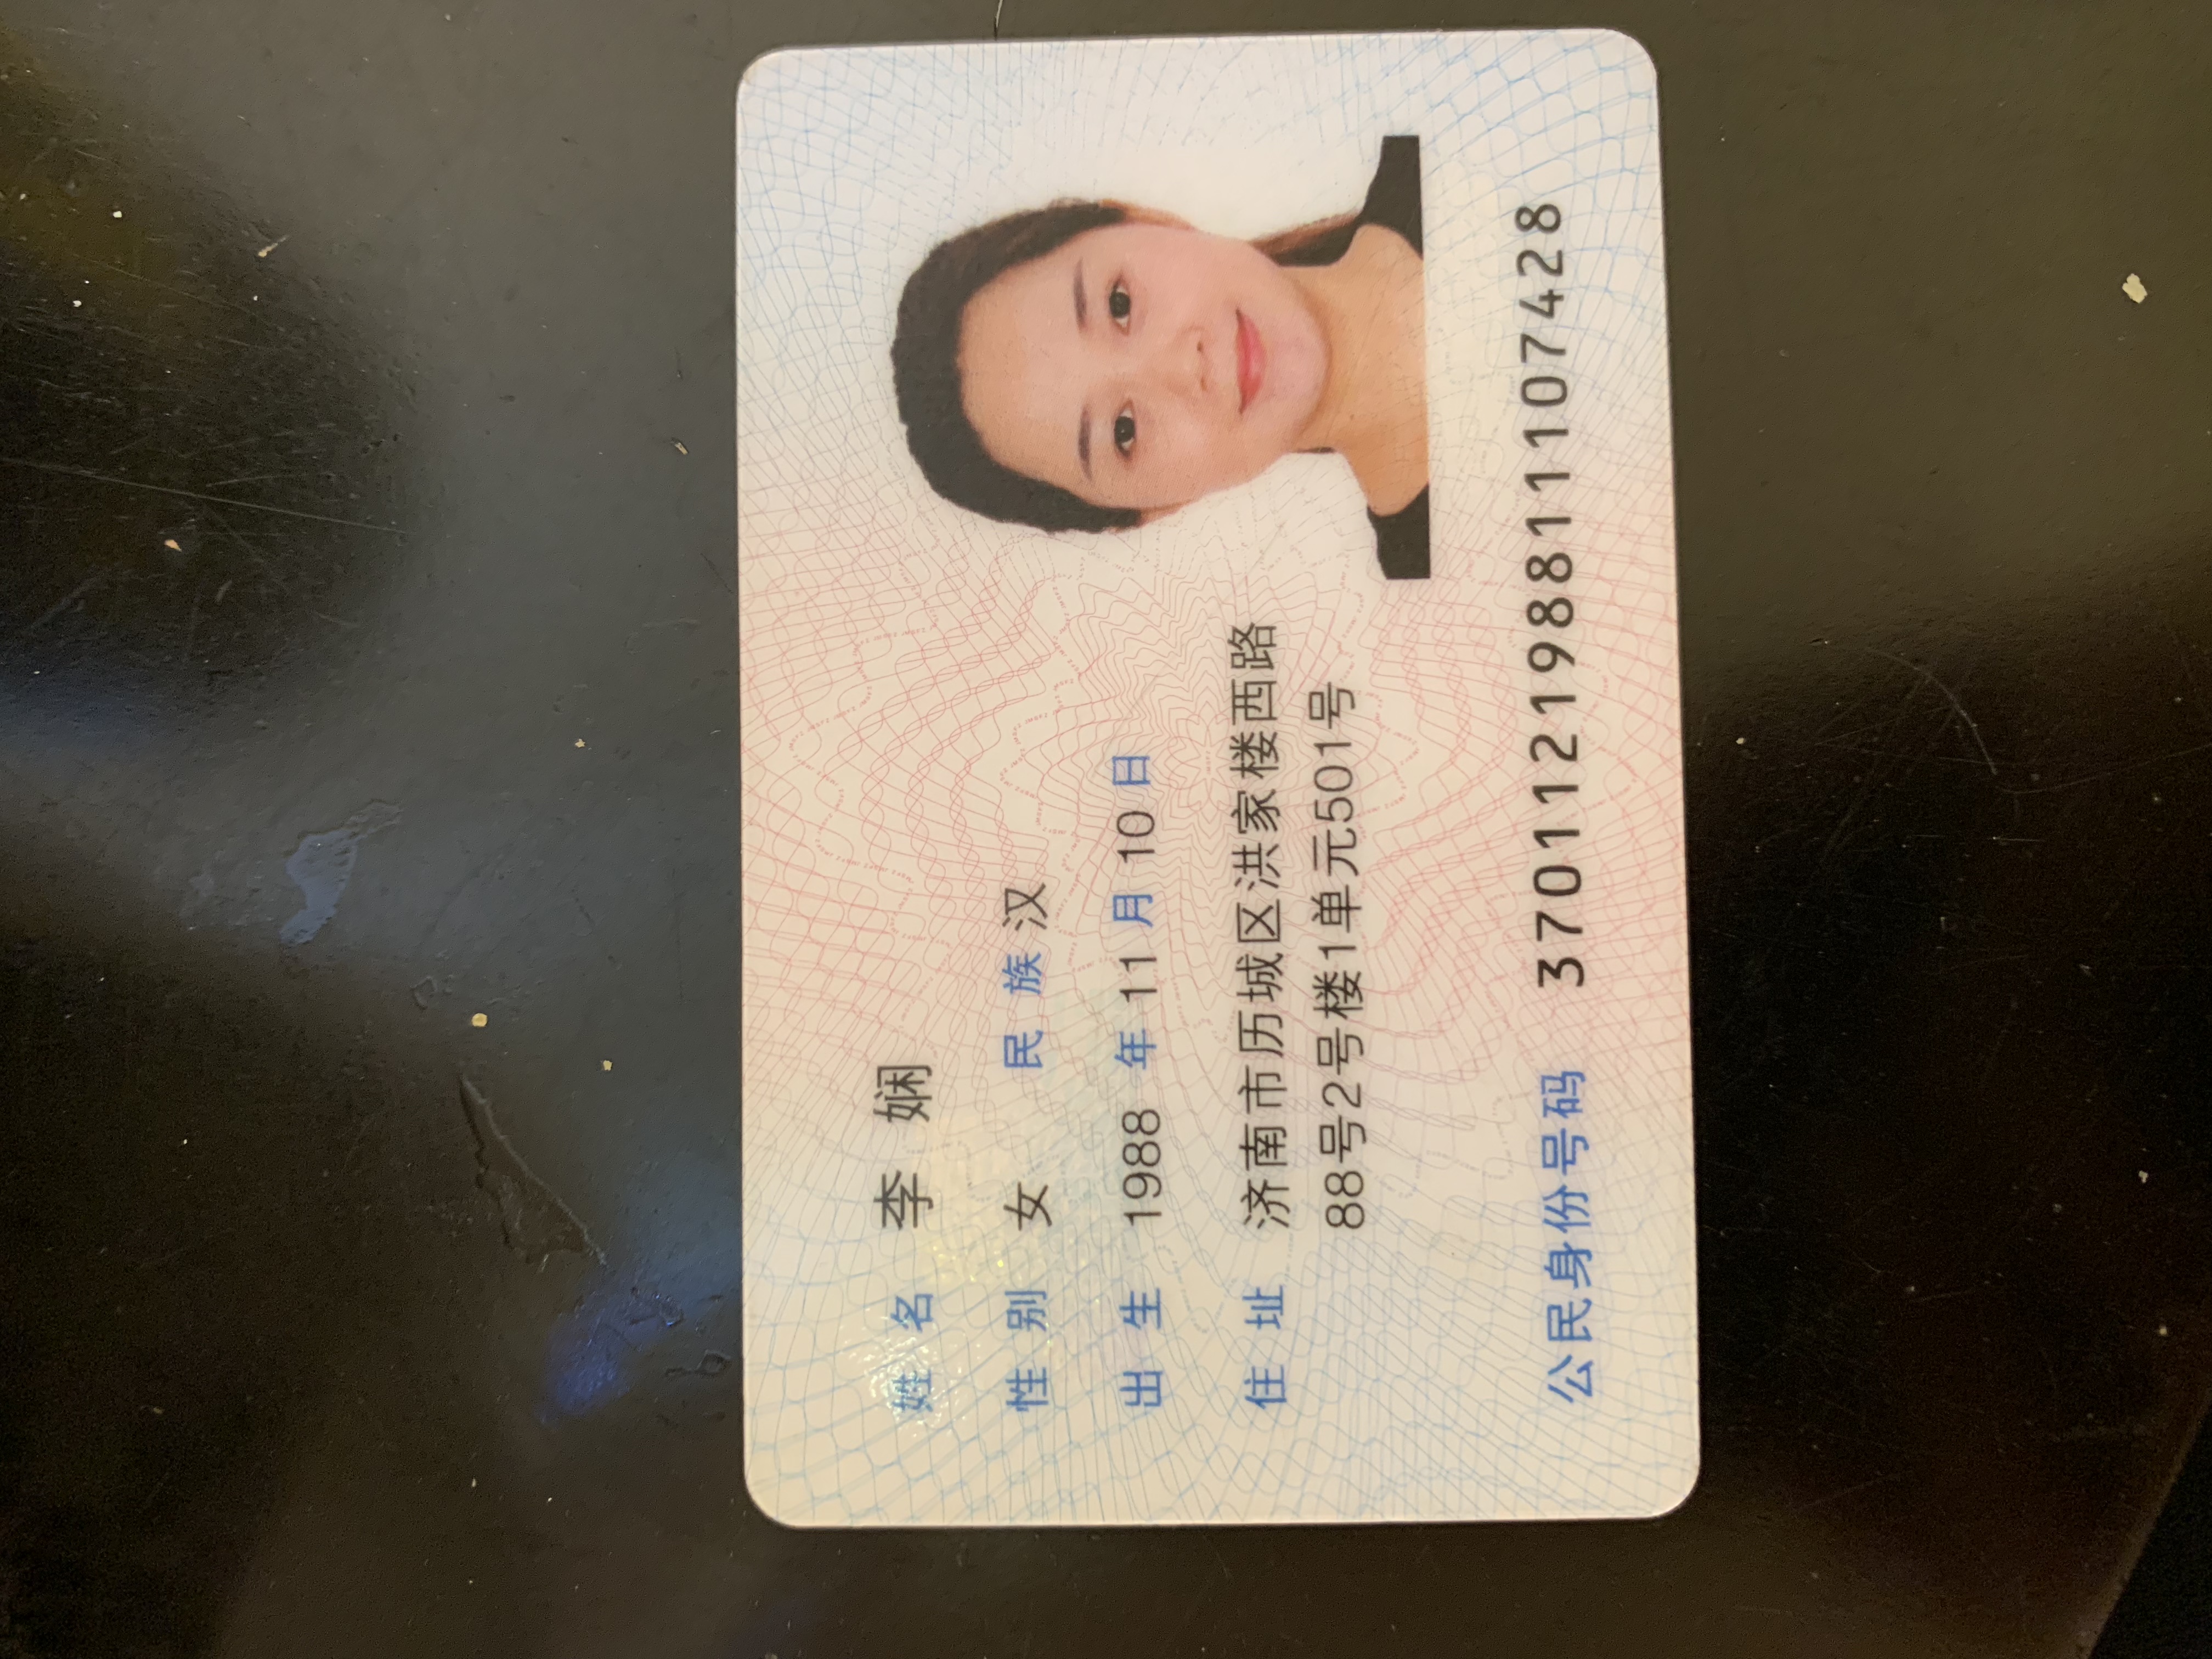 姓名 李娴
性别 女 民族 汉
出生 1988 年 11 月 10 日
住址 济南市历城区洪家楼西路
88号2号楼1单元501号
公民身份号码 370112198811107428